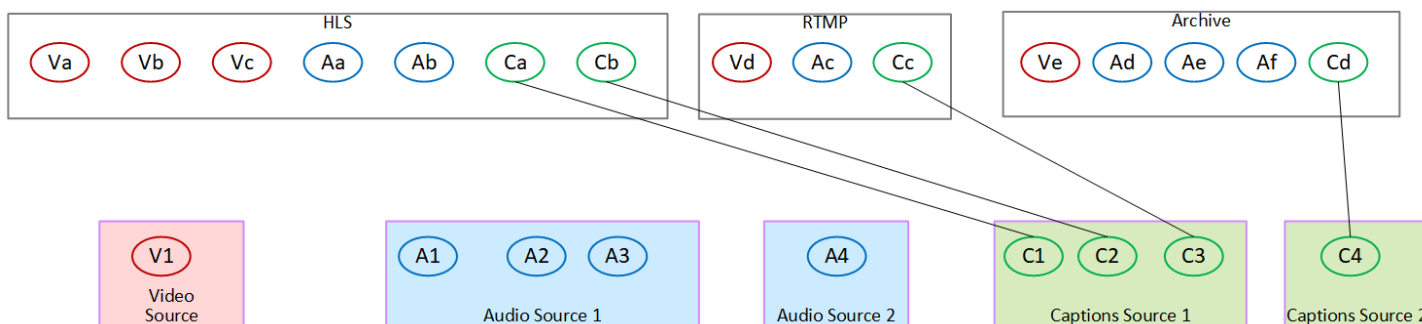 HLS
Va Vb Vc Aa Ab Ca Cb
RTMP
Vd Ac Cc
Archive
Ve Ad Ae Af Cd
V1
Video
Source
A1 A2 A3
Audio Source 1
A4
Audio Source 2
C1 C2 C3
Captions Source 1
C4
Captions Source 2